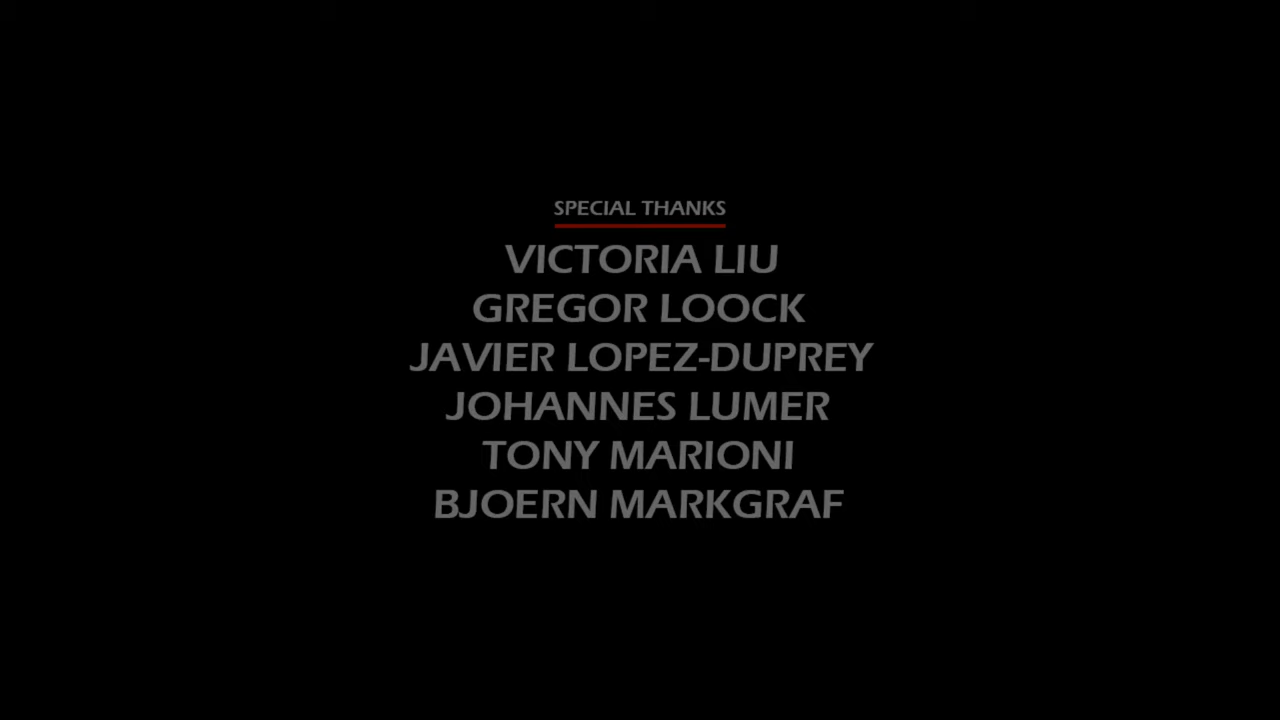 SPECIAL THANKS
VICTORIA LIU
GREGOR LOOCK
JAVIER LOPEZ-DUPREY
JOHANNES LUMER
TONY MARIONI
BJOERN MARKGRAF